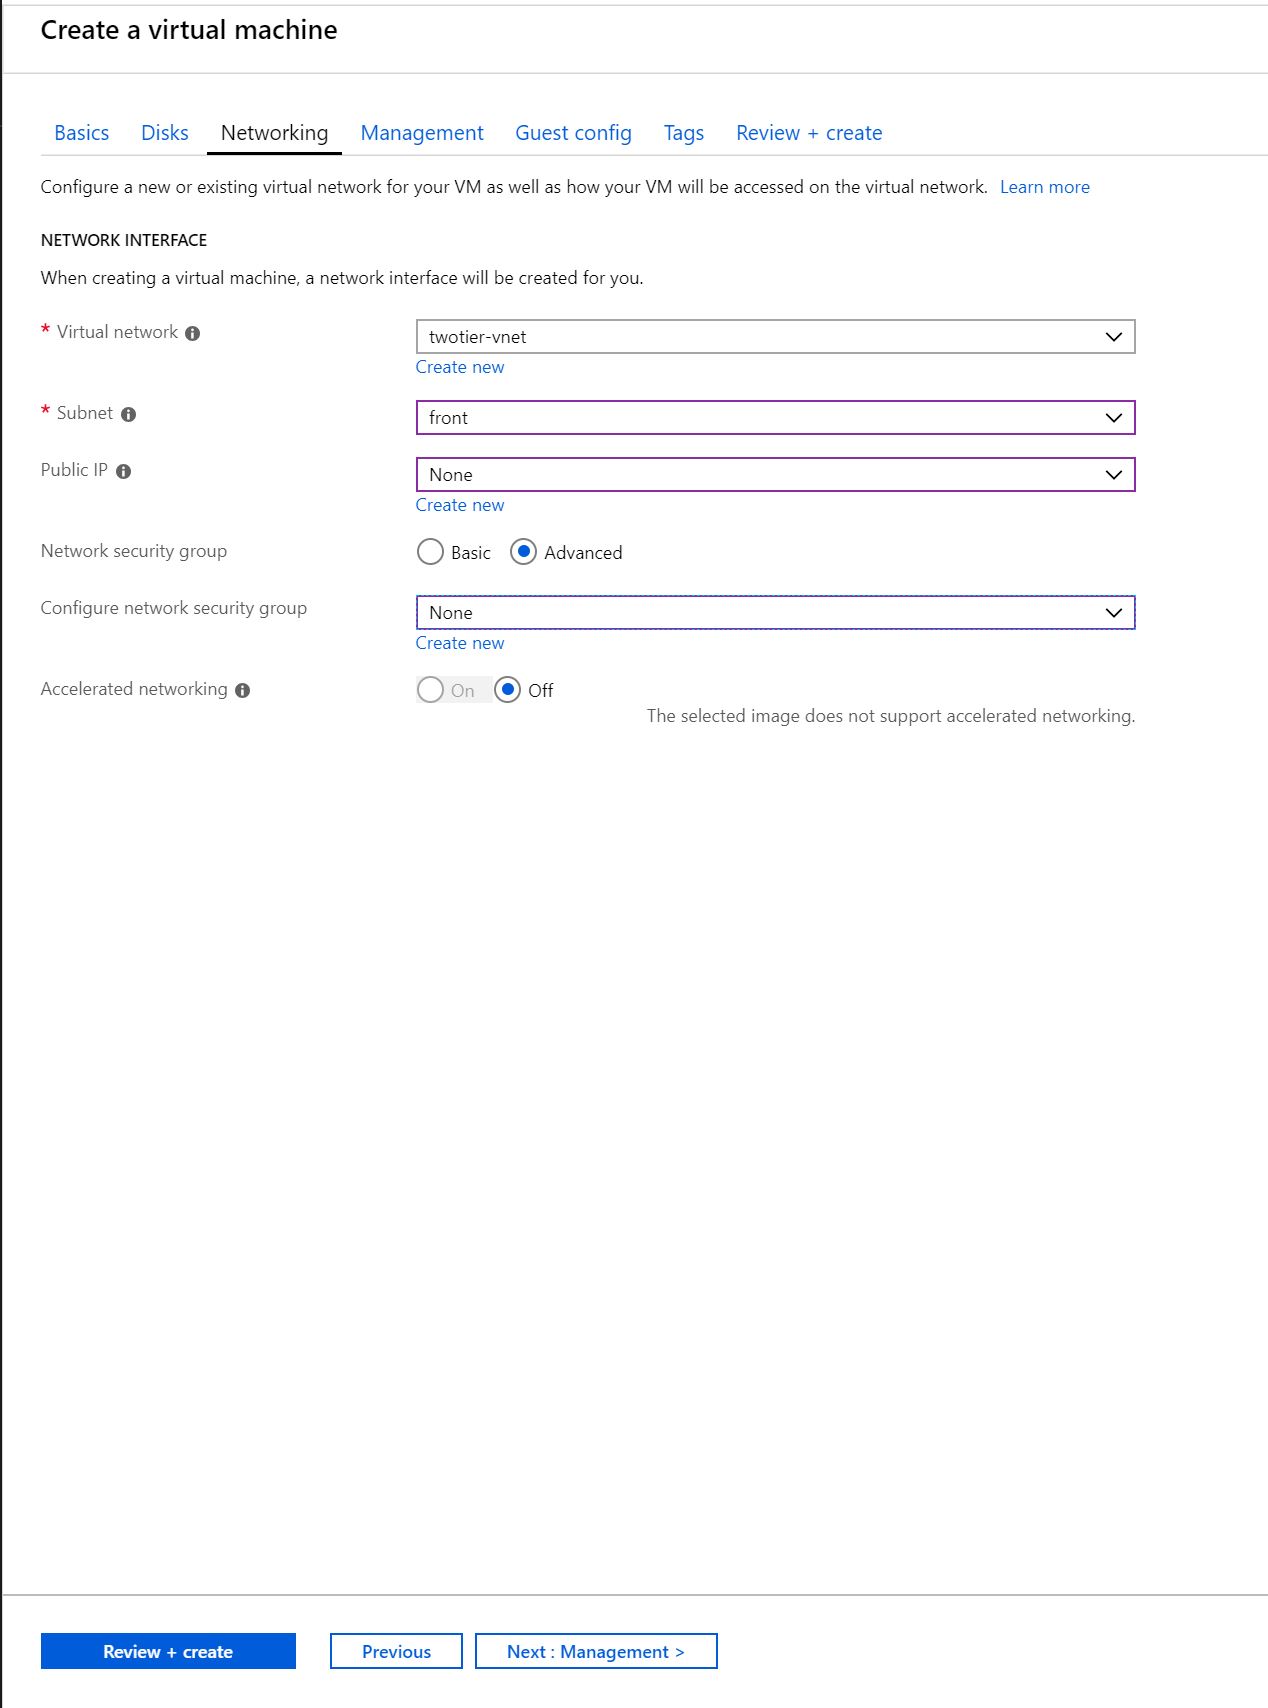 Create a virtual machine
Basics Disks Networking Management Guest config Tags Review + create
Configure a new or existing virtual network for your VM as well as how your VM will be accessed on the virtual network. Learn more
NETWORK INTERFACE
When creating a virtual machine, a network interface will be created for you.
* Virtual network
twotier-vnet
Create new
* Subnet
front
Public IP
None
Create new
Network security group
Basic Advanced
Configure network security group
None
Create new
Accelerated networking
On Off
The selected image does not support accelerated networking.
Review + create Previous Next : Management >